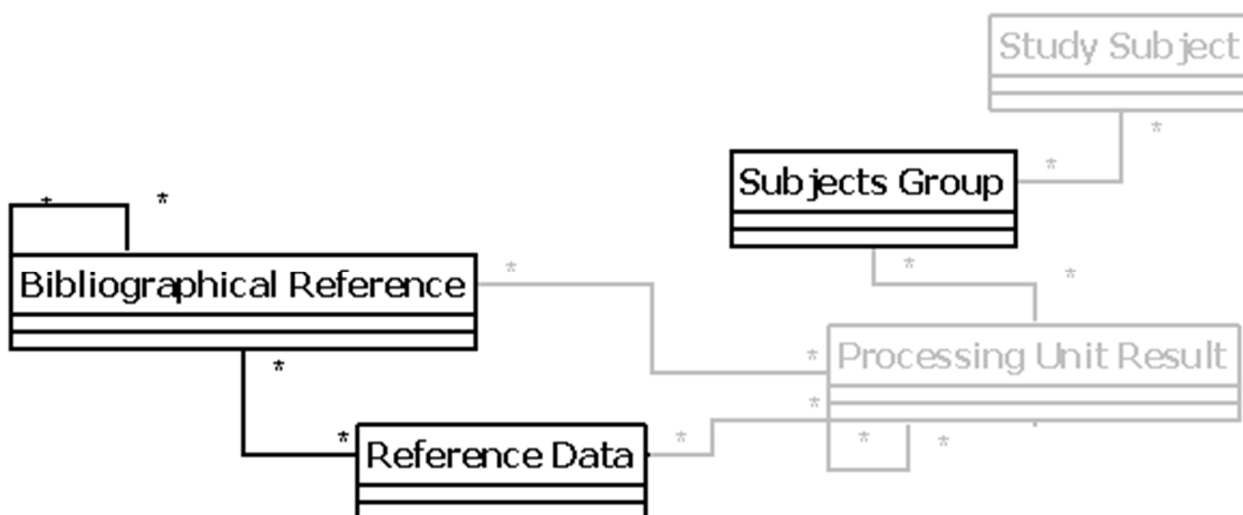 Study Subject
*
Subjects Group
*
* *
Bibliographical Reference
*
*
*
*
Processing Unit Result
*
*
*
Reference Data
*
*
*